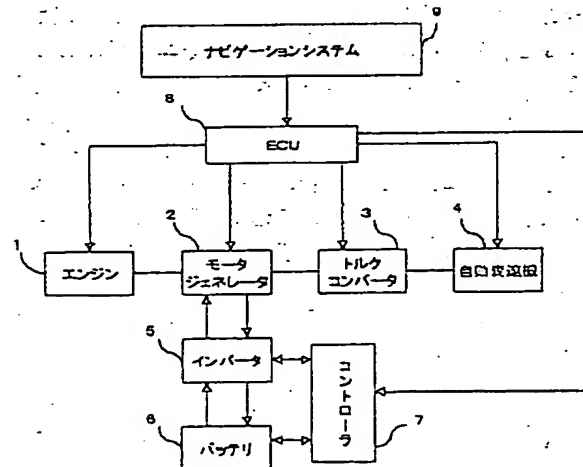 9
ナビゲーションシステム
8
ECU
1
エンジン
2
モータ
ジェネレータ
3
トルク
コンバータ
4
自動変速機
5
インバータ
コントローラ
7
6
バッテリ